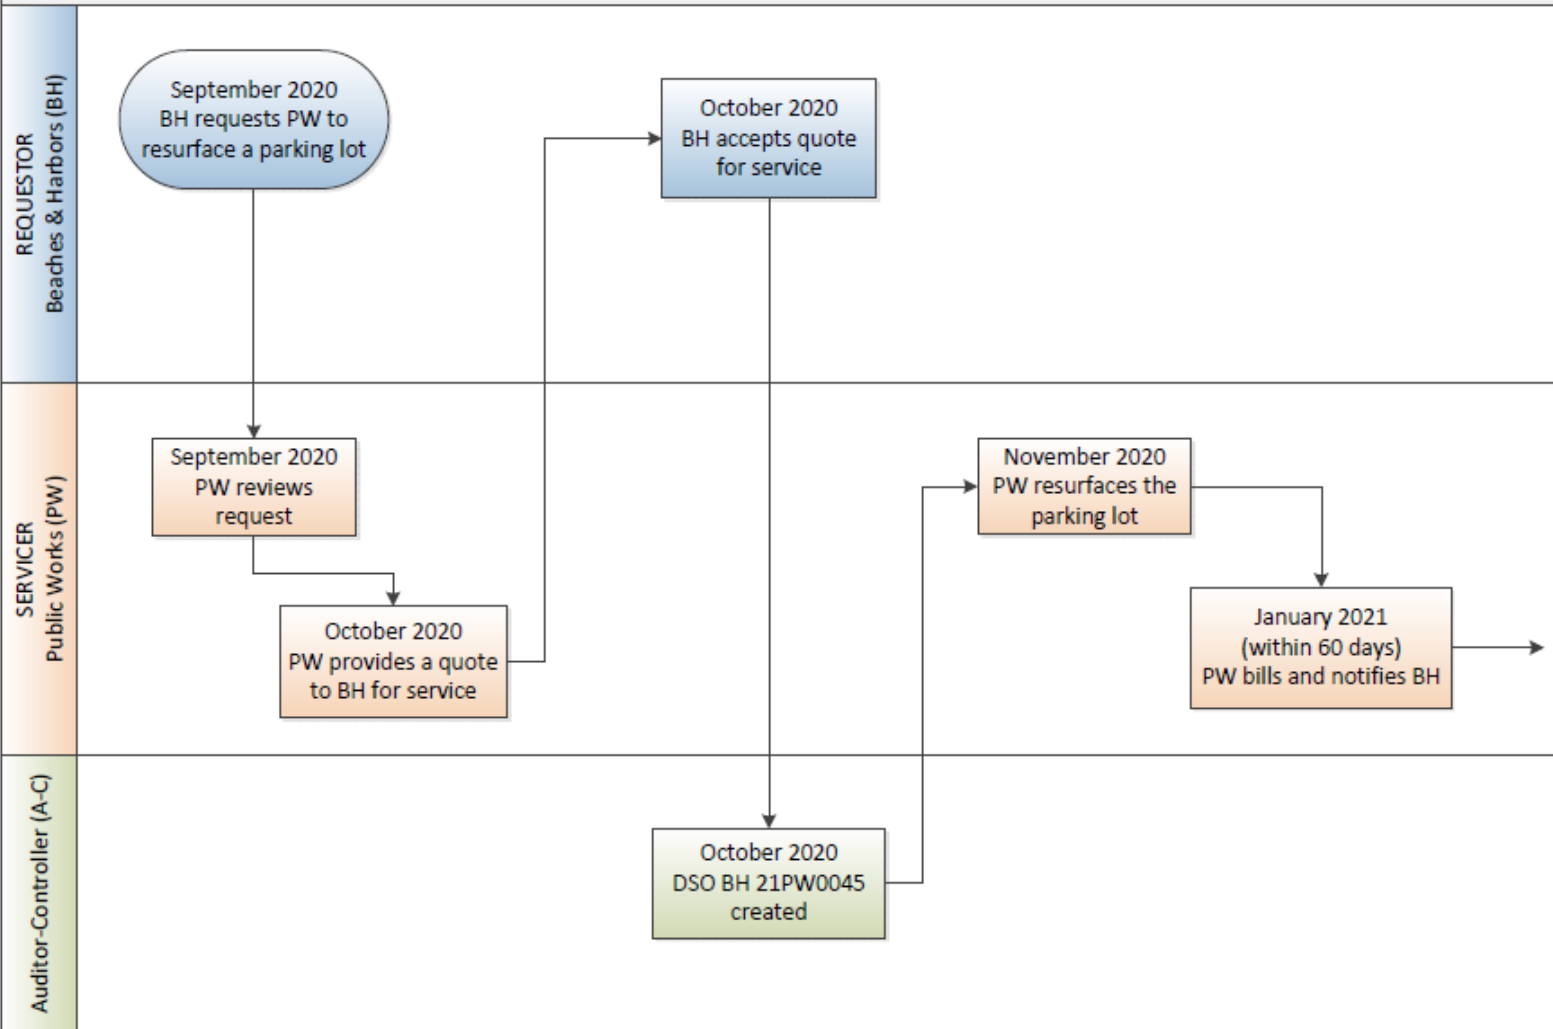 REQUESTOR
Beaches & Harbors (BH)
September 2020
BH requests PW to
resurface a parking lot
October 2020
BH accepts quote
for service
SERVICER
Public Works (PW)
September 2020
PW reviews
request
October 2020
PW provides a quote
to BH for service
November 2020
PW resurfaces the
parking lot
January 2021
(within 60 days)
PW bills and notifies BH
Auditor-Controller (A-C)
October 2020
DSO BH 21PW0045
created